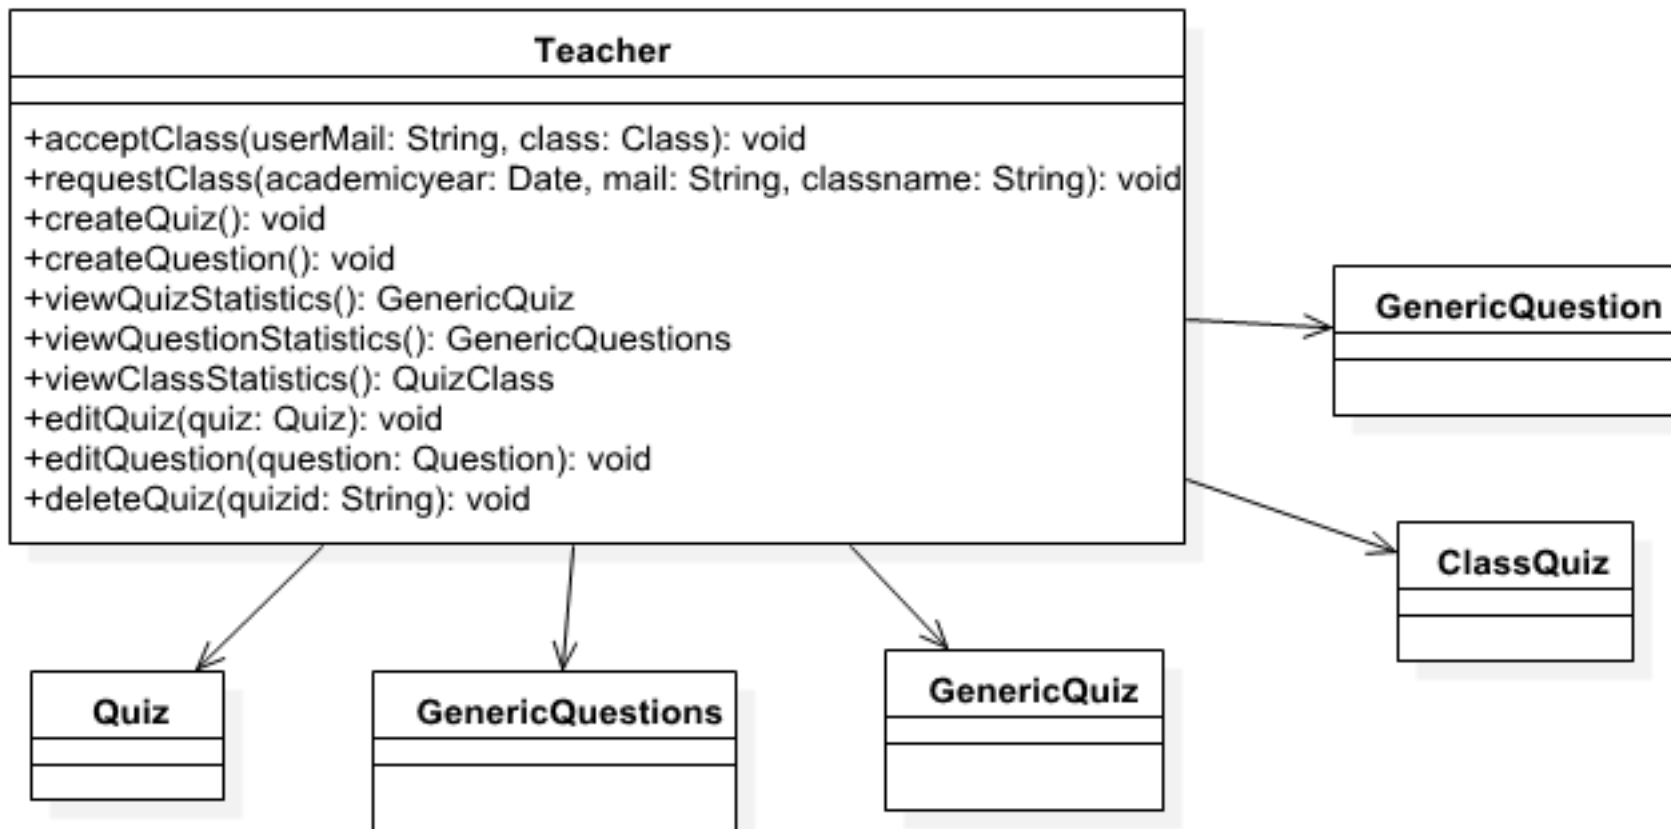 Teacher
+acceptClass(userMail: String, class: Class): void
+requestClass(academicyear: Date, mail: String, classname: String): void
+createQuiz(): void
+createQuestion(): void
+viewQuizStatistics(): GenericQuiz
+viewQuestionStatistics(): GenericQuestions
+viewClassStatistics(): QuizClass
+editQuiz(quiz: Quiz): void
+editQuestion(question: Question): void
+deleteQuiz(quizid: String): void
GenericQuestion
ClassQuiz
Quiz
GenericQuestions
GenericQuiz